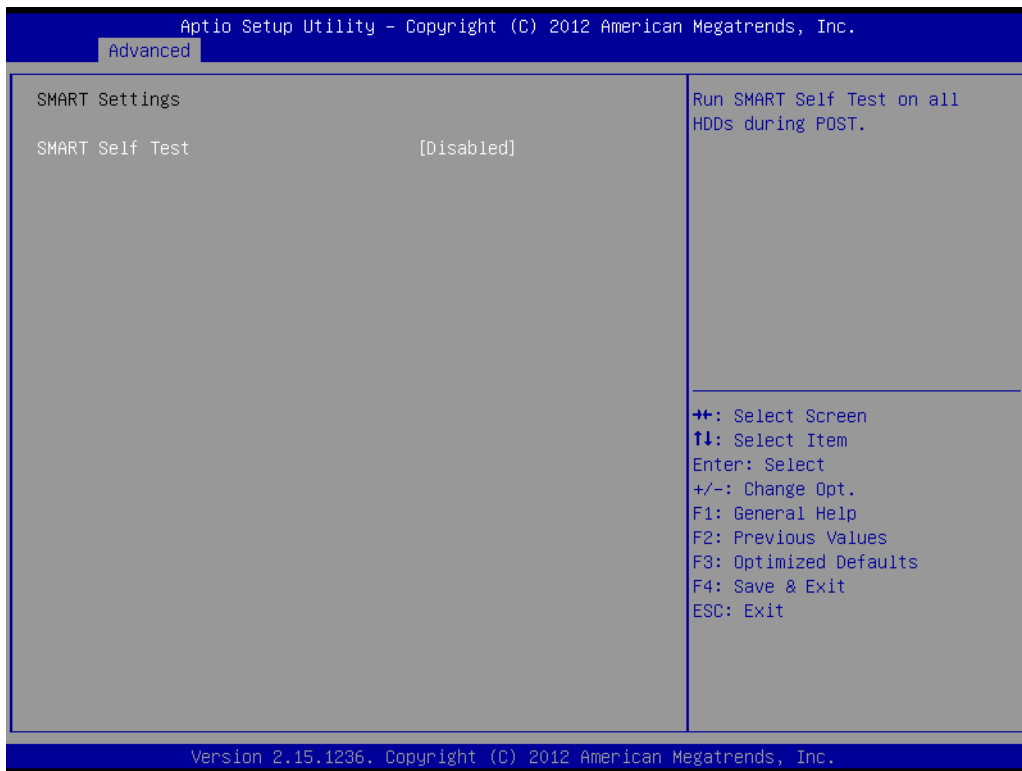 Aptio Setup Utility – Copyright (C) 2012 American Megatrends, Inc.
Advanced
SMART Settings
SMART Self Test [Disabled]
Run SMART Self Test on all
HDDs during POST.
→←: Select Screen
↑↓: Select Item
Enter: Select
+/-: Change Opt.
F1: General Help
F2: Previous Values
F3: Optimized Defaults
F4: Save & Exit
ESC: Exit
Version 2.15.1236. Copyright (C) 2012 American Megatrends, Inc.